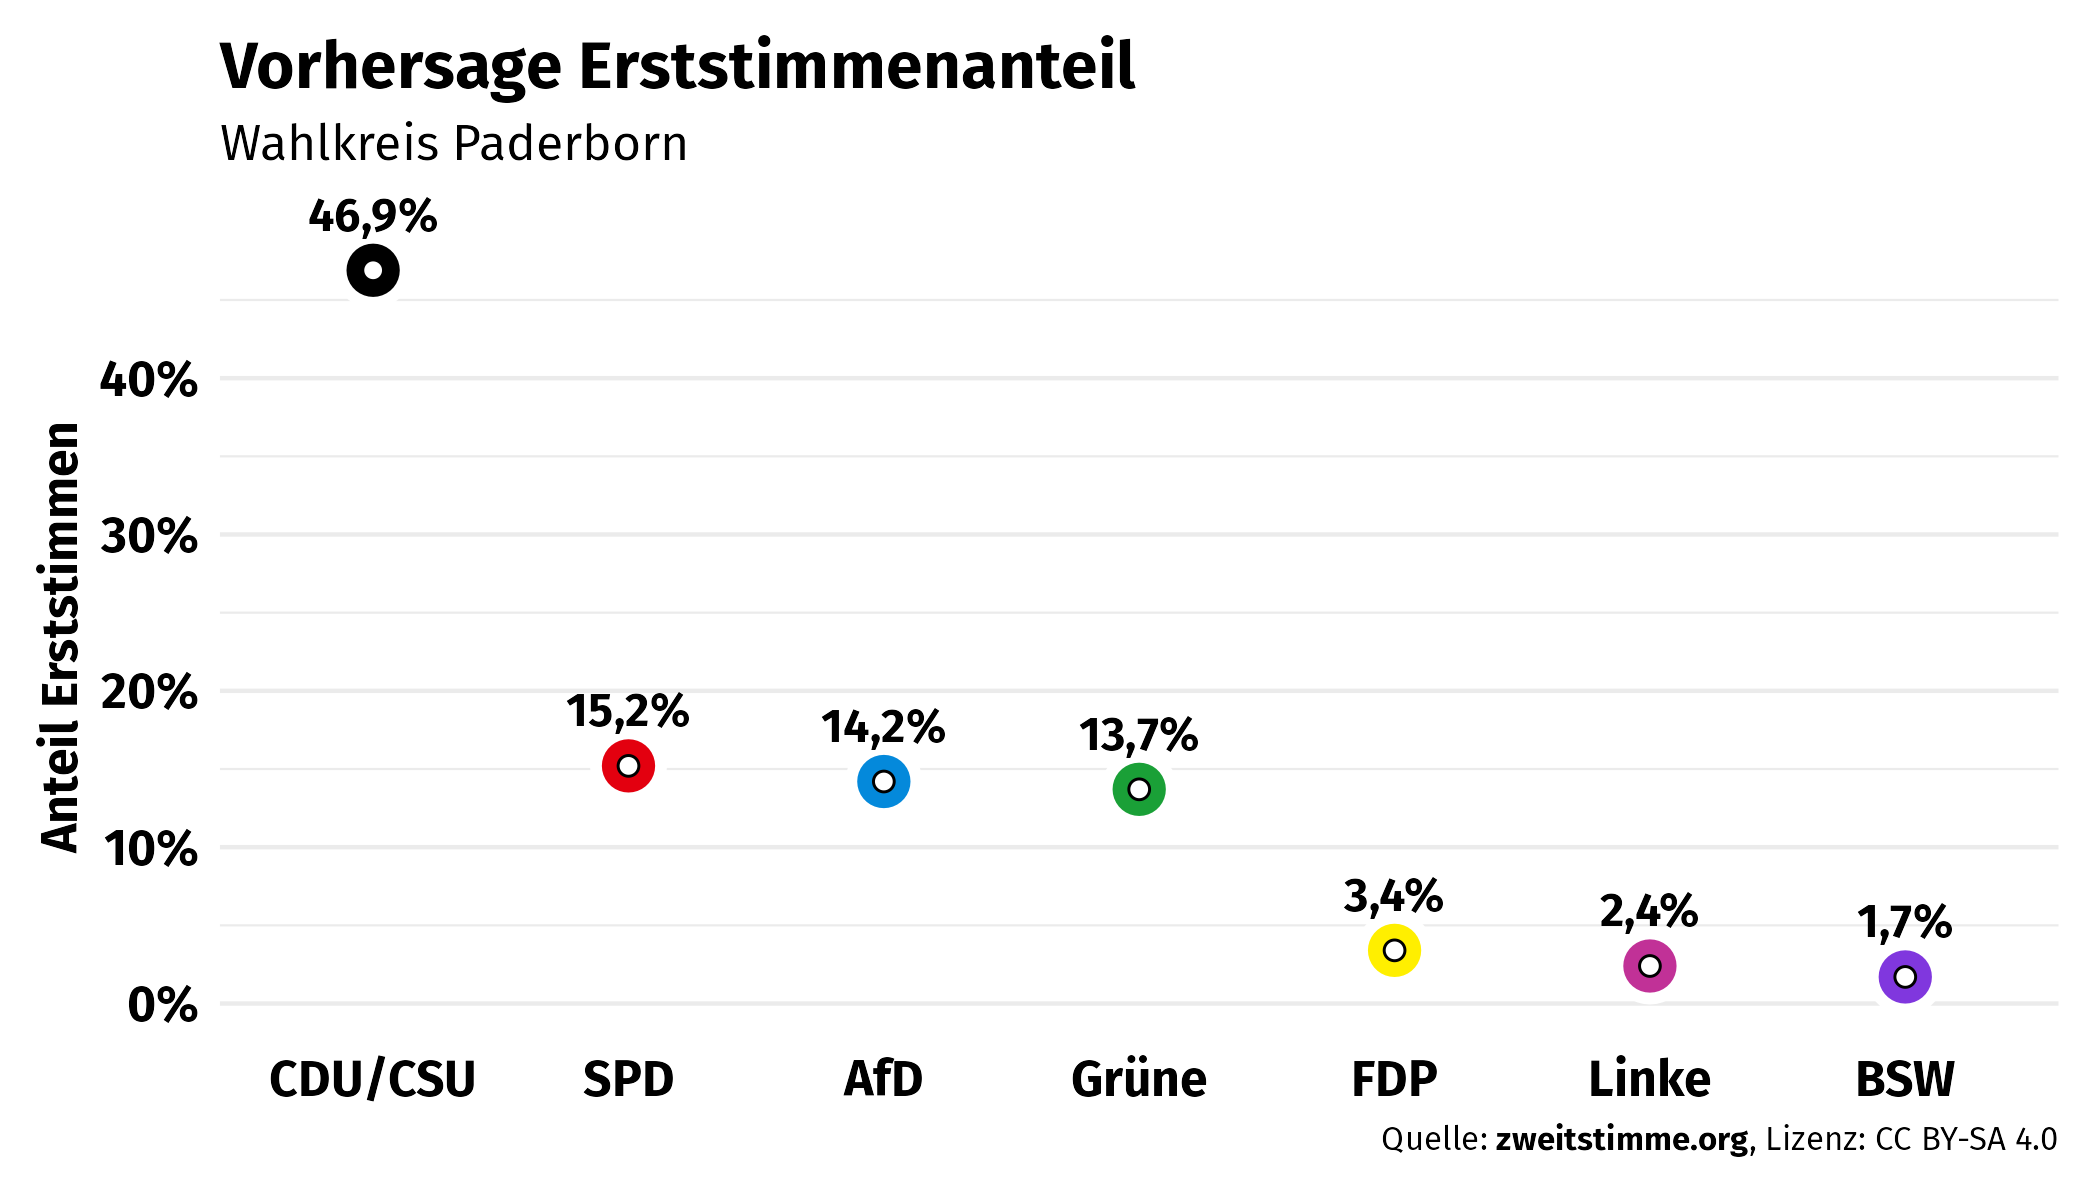 Vorhersage Erststimmenanteil
Wahlkreis Paderborn
46,9%
40%
30%
20%
10%
0%
Anteil Erststimmen
15,2%
14,2%
13,7%
3,4%
2,4%
1,7%
CDU/CSU SPD AfD Grüne FDP Linke BSW
Quelle: zweitstimme.org, Lizenz: CC BY-SA 4.0